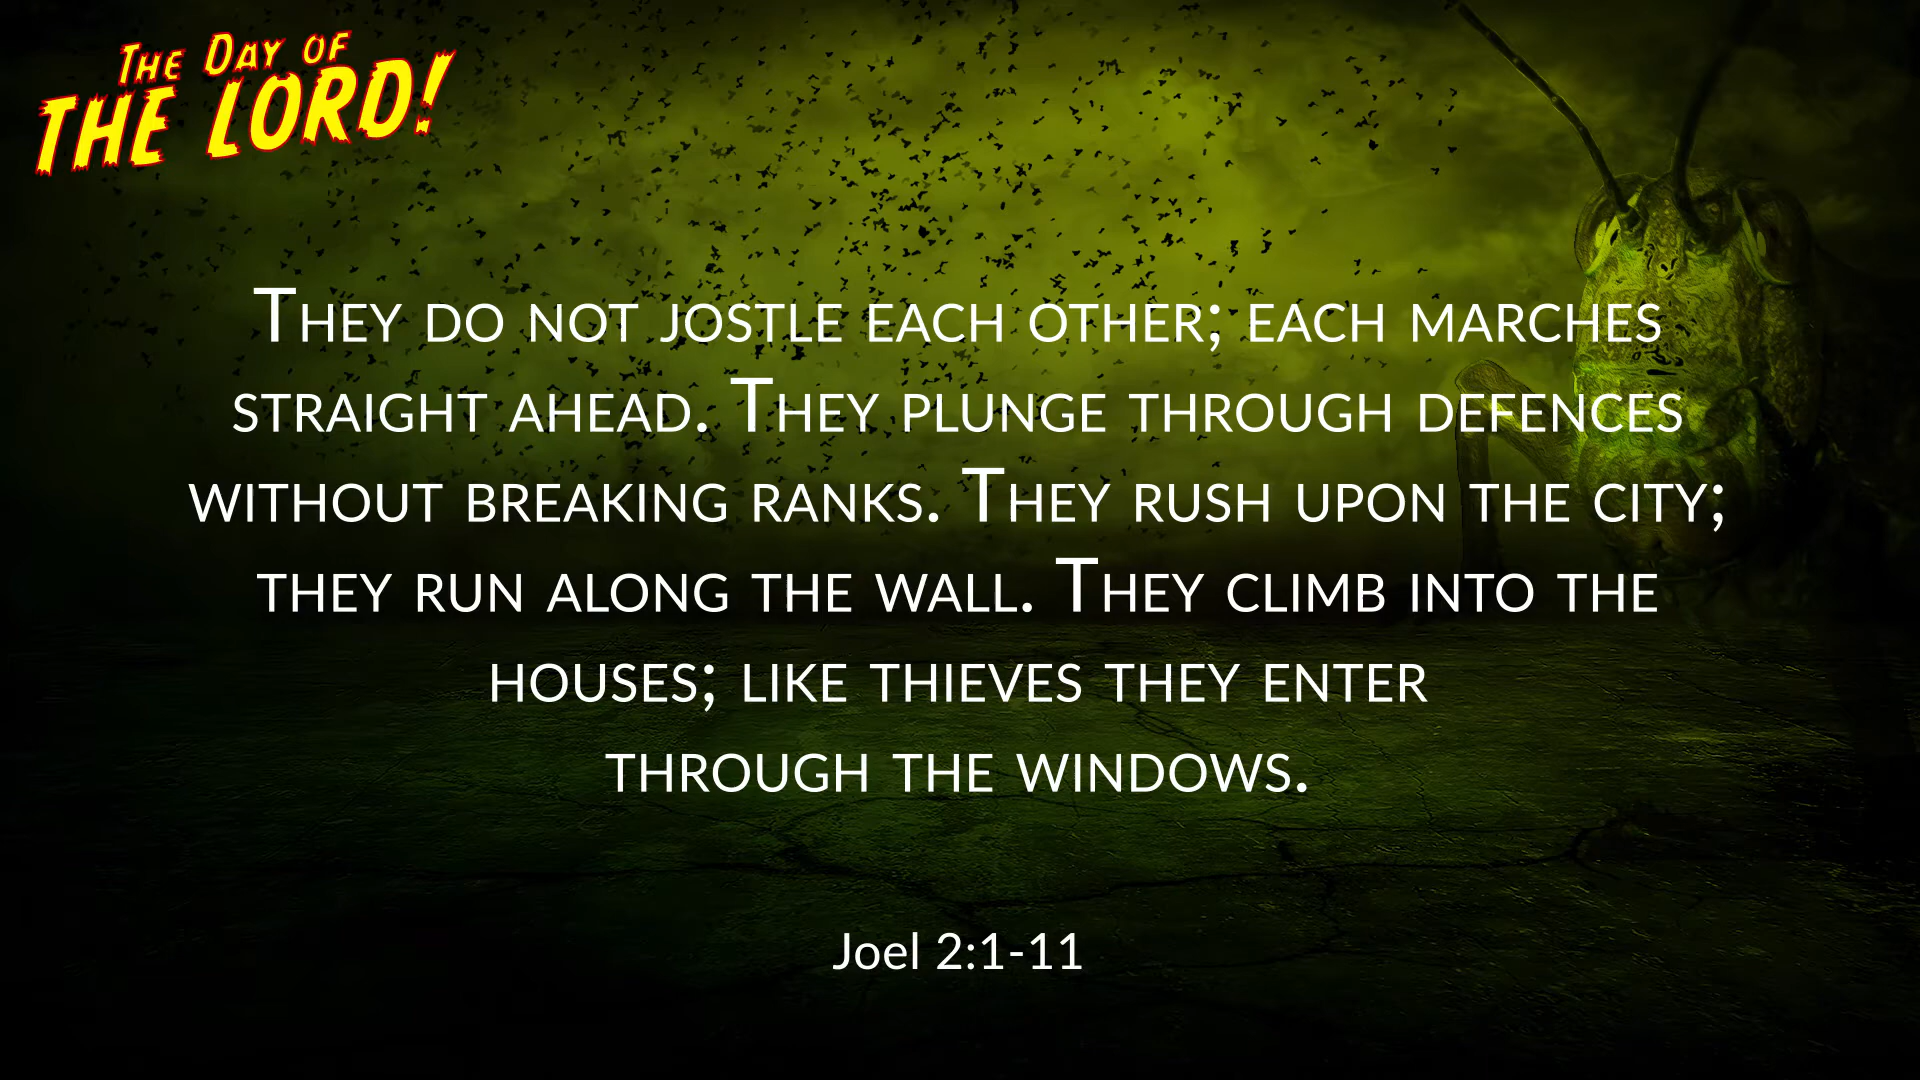 The Day of
THE LORD!
They do not jostle each other; each marches
straight ahead. They plunge through defences
without breaking ranks. They rush upon the city;
they run along the wall. They climb into the
houses; like thieves they enter
through the windows.
Joel 2:1-11